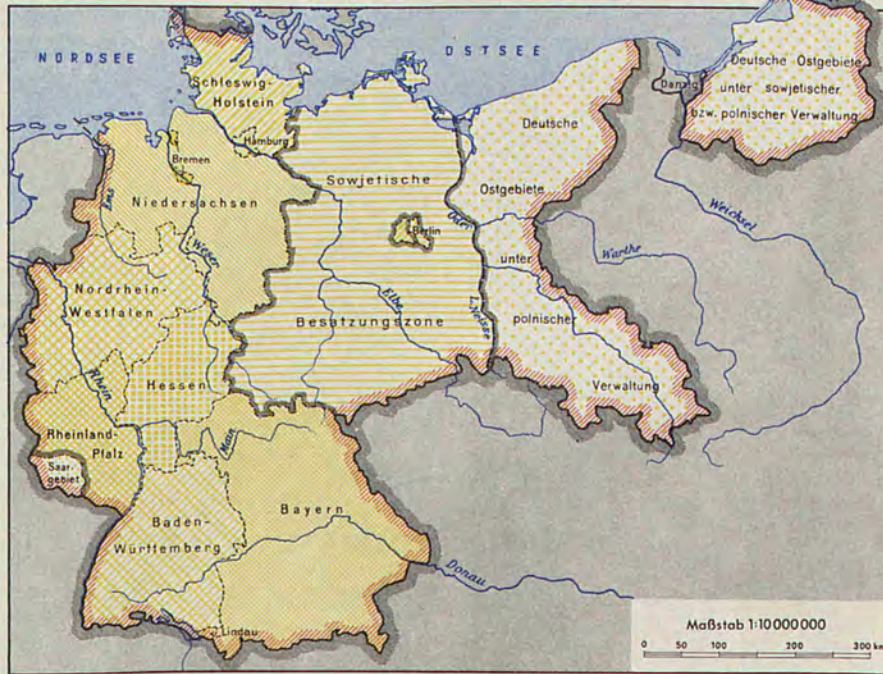 NORDSEE
OSTSEE
Schleswig-
Holstein
Hamburg
Bremen
Niedersachsen
Ems
Weser
Nordrhein-
Westfalen
Hessen
Rhein
Rheinland-
Pfalz
Saar-
gebiet
Main
Baden-
Württemberg
Bayern
Lindau
Donau
Sowjetische
Besatzungszone
Berlin
Elbe
Oder
L.Neisse
Deutsche
Ostgebiete
unter
polnischer
Verwaltung
Warthe
Weichsel
Danzig
Deutsche Ostgebiete
unter sowjetischer
bzw. polnischer Verwaltung
Maßstab 1:10000000
0 50 100 200 300 km